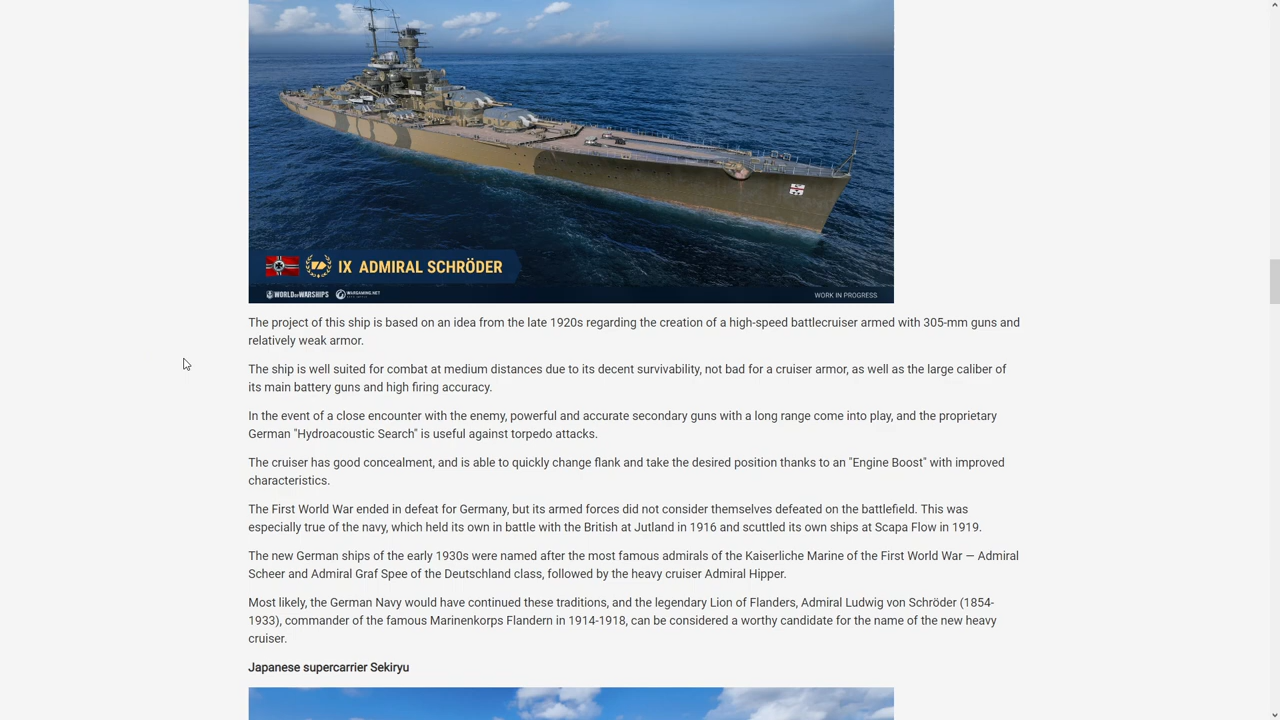 IX ADMIRAL SCHRÖDER
WORLD OF WARSHIPS
WARGAMING.NET
WORK IN PROGRESS
The project of this ship is based on an idea from the late 1920s regarding the creation of a high-speed battlecruiser armed with 305-mm guns and
relatively weak armor.
The ship is well suited for combat at medium distances due to its decent survivability, not bad for a cruiser armor, as well as the large caliber of
its main battery guns and high firing accuracy.
In the event of a close encounter with the enemy, powerful and accurate secondary guns with a long range come into play, and the proprietary
German "Hydroacoustic Search" is useful against torpedo attacks.
The cruiser has good concealment, and is able to quickly change flank and take the desired position thanks to an "Engine Boost" with improved
characteristics.
The First World War ended in defeat for Germany, but its armed forces did not consider themselves defeated on the battlefield. This was
especially true of the navy, which held its own in battle with the British at Jutland in 1916 and scuttled its own ships at Scapa Flow in 1919.
The new German ships of the early 1930s were named after the most famous admirals of the Kaiserliche Marine of the First World War — Admiral
Scheer and Admiral Graf Spee of the Deutschland class, followed by the heavy cruiser Admiral Hipper.
Most likely, the German Navy would have continued these traditions, and the legendary Lion of Flanders, Admiral Ludwig von Schröder (1854-
1933), commander of the famous Marinenkorps Flandern in 1914-1918, can be considered a worthy candidate for the name of the new heavy
cruiser.
Japanese supercarrier Sekiryu